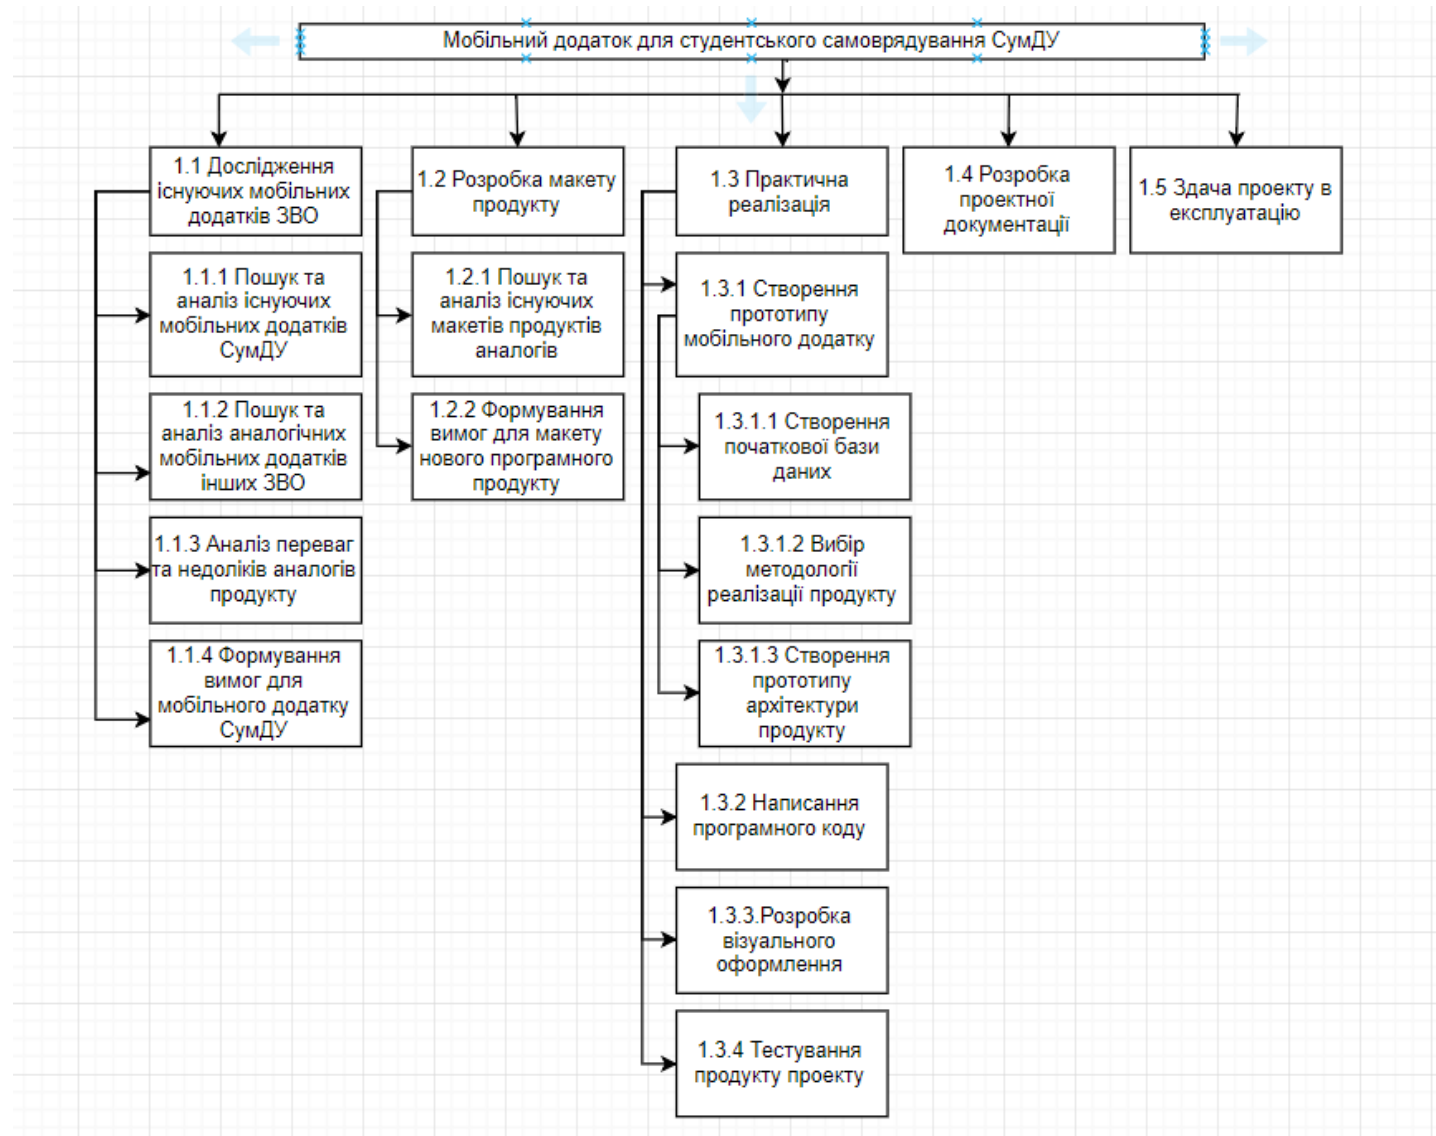 Мобільний додаток для студентського самоврядування СумДУ
1.1 Дослідження
існуючих мобільних
додатків ЗВО
1.2 Розробка макету
продукту
1.3 Практична
реалізація
1.4 Розробка
проектної
документації
1.5 Здача проекту в
експлуатацію
1.1.1 Пошук та
аналіз існуючих
мобільних додатків
СумДУ
1.1.2 Пошук та
аналіз аналогічних
мобільних додатків
інших ЗВО
1.1.3 Аналіз переваг
та недоліків аналогів
продукту
1.1.4 Формування
вимог для
мобільного додатку
СумДУ
1.2.1 Пошук та
аналіз існуючих
макетів продуктів
аналогів
1.2.2 Формування
вимог для макету
нового програмного
продукту
1.3.1 Створення
прототипу
мобільного додатку
1.3.1.1 Створення
початкової бази
даних
1.3.1.2 Вибір
методології
реалізації продукту
1.3.1.3 Створення
прототипу
архітектури
продукту
1.3.2 Написання
програмного коду
1.3.3.Розробка
візуального
оформлення
1.3.4 Тестування
продукту проекту